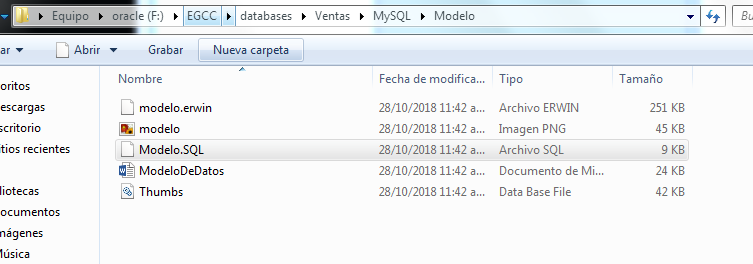 Equipo ▸ oracle (F:) ▸ EGCC ▸ databases ▸ Ventas ▸ MySQL ▸ Modelo Bu
ar Abrir Grabar Nueva carpeta
Nombre Fecha de modifica... Tipo Tamaño
oritos
modelo.erwin 28/10/2018 11:42 a... Archivo ERWIN 251 KB
escargas
modelo 28/10/2018 11:42 a... Imagen PNG 45 KB
scritorio
Modelo.SQL 28/10/2018 11:42 a... Archivo SQL 9 KB
tios recientes
ModeloDeDatos 28/10/2018 11:42 a... Documento de Mi... 24 KB
Thumbs 28/10/2018 11:42 a... Data Base File 42 KB
liotecas
ocumentos
mágenes
úsica